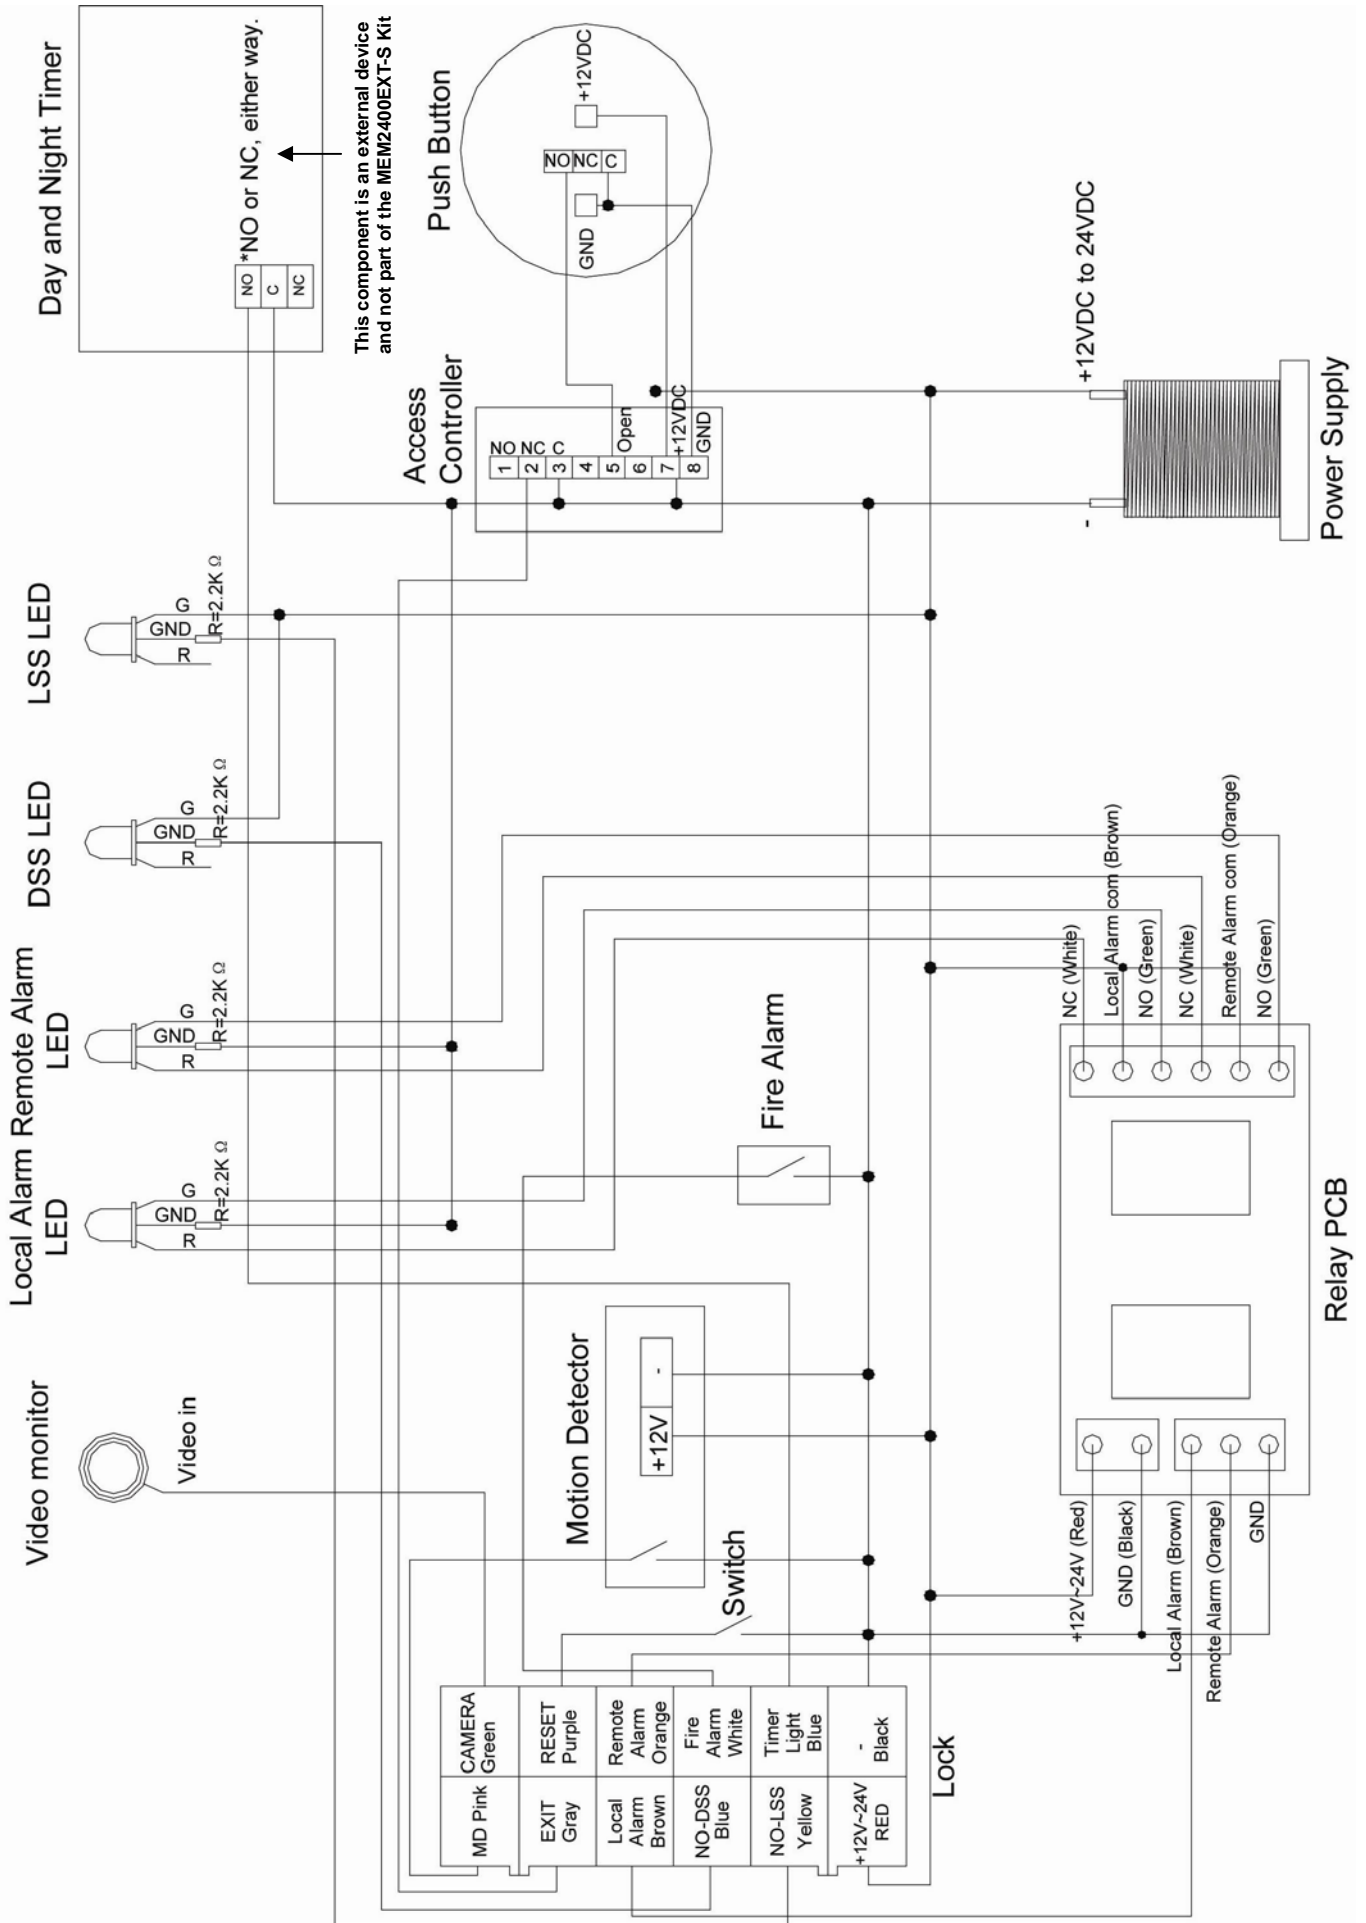 Day and Night Timer
*NO or NC, either way.
NO
C
NC
This component is an external device
and not part of the MEM2400EXT-S Kit
Push Button
+12VDC
NO
NC
C
GND
Access
Controller
NO NC C
1
2
3
4
5
6
7
8
Open
+12VDC
GND
+12VDC to 24VDC
-
Power Supply
LSS LED
G
GND
R
R=2.2K Ω
DSS LED
G
GND
R
R=2.2K Ω
Remote Alarm
LED
G
GND
R
R=2.2K Ω
Local Alarm
LED
G
GND
R
R=2.2K Ω
Video monitor
Video in
Motion Detector
+12V
-
Fire Alarm
Switch
NC (White)
Local Alarm com (Brown)
NO (Green)
NC (White)
Remote Alarm com (Orange)
NO (Green)
Relay PCB
+12V~24V (Red)
GND (Black)
Local Alarm (Brown)
Remote Alarm (Orange)
GND
CAMERA
Green
RESET
Purple
Remote
Alarm
Orange
Fire
Alarm
White
Timer
Light
Blue
-
Black
MD Pink
EXIT
Gray
Local
Alarm
Brown
NO-DSS
Blue
NO-LSS
Yellow
+12V~24V
RED
Lock